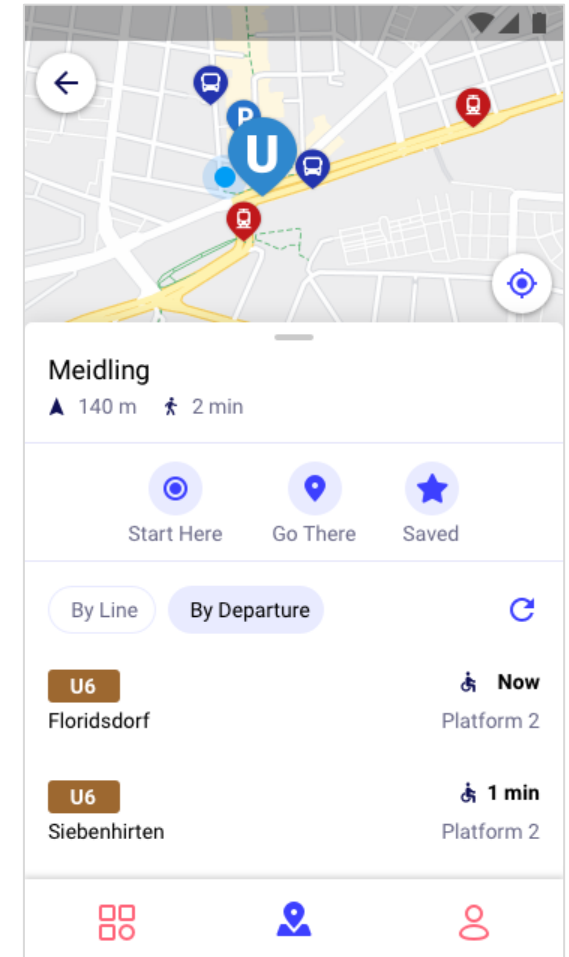 P
U
Meidling
140 m 2 min
Start Here Go There Saved
By Line By Departure
U6 Now
Floridsdorf Platform 2
U6 1 min
Siebenhirten Platform 2